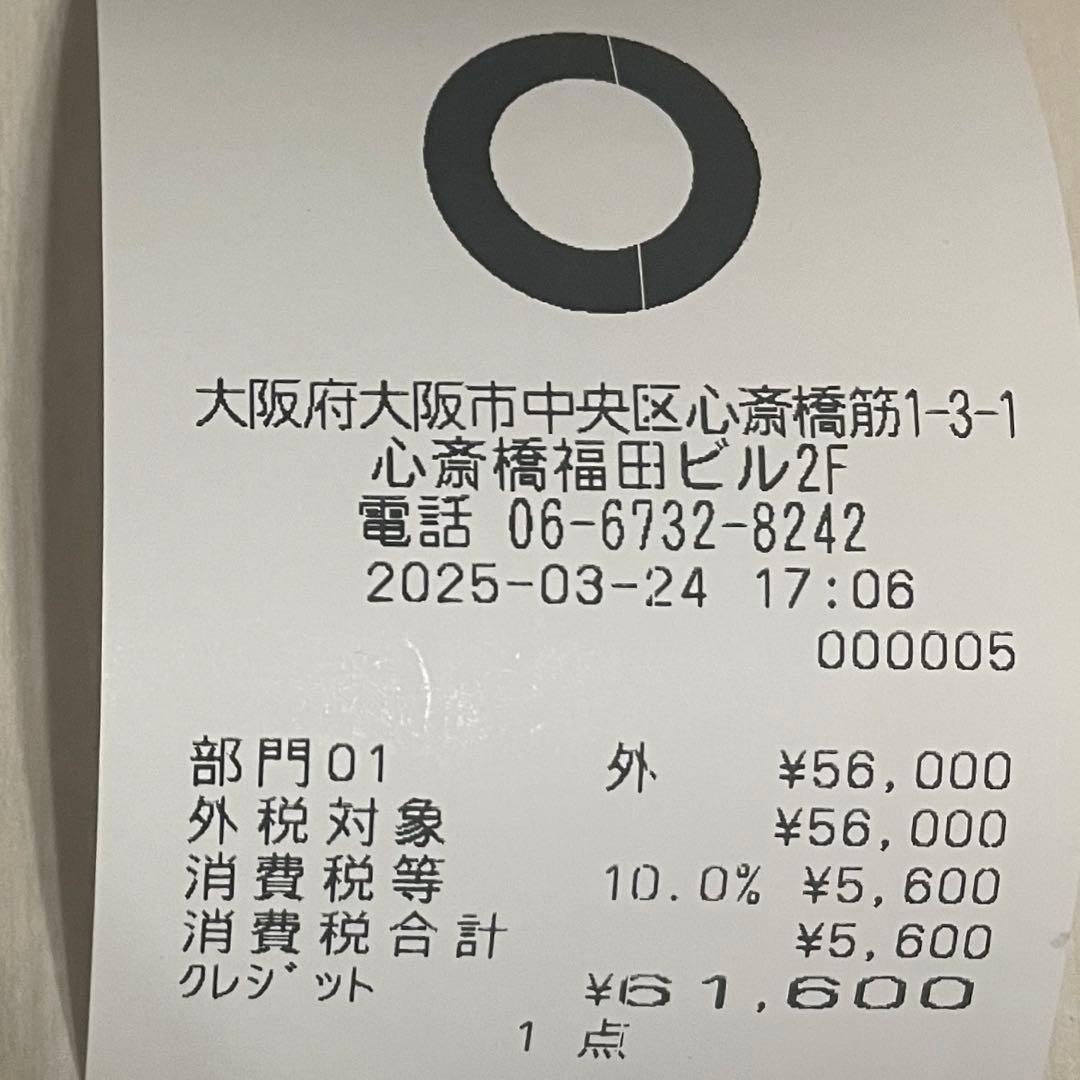 大阪府大阪市中央区心斎橋筋1-3-1
心斎橋福田ビル2F
電話 06-6732-8242
2025-03-24 17:06
000005
部門01 外 ¥56,000
外税対象 ¥56,000
消費税等 10.0% ¥5,600
消費税合計 ¥5,600
クレジット ¥61,600
1 点